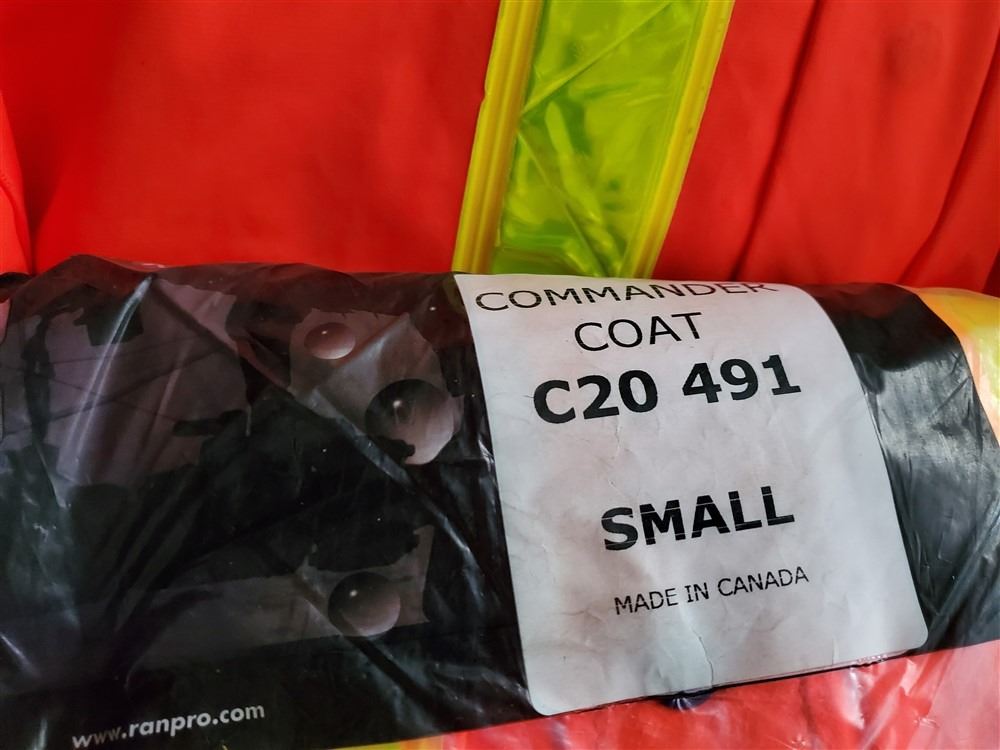 COMMANDER
COAT
C20 491
SMALL
MADE IN CANADA
www.ranpro.com